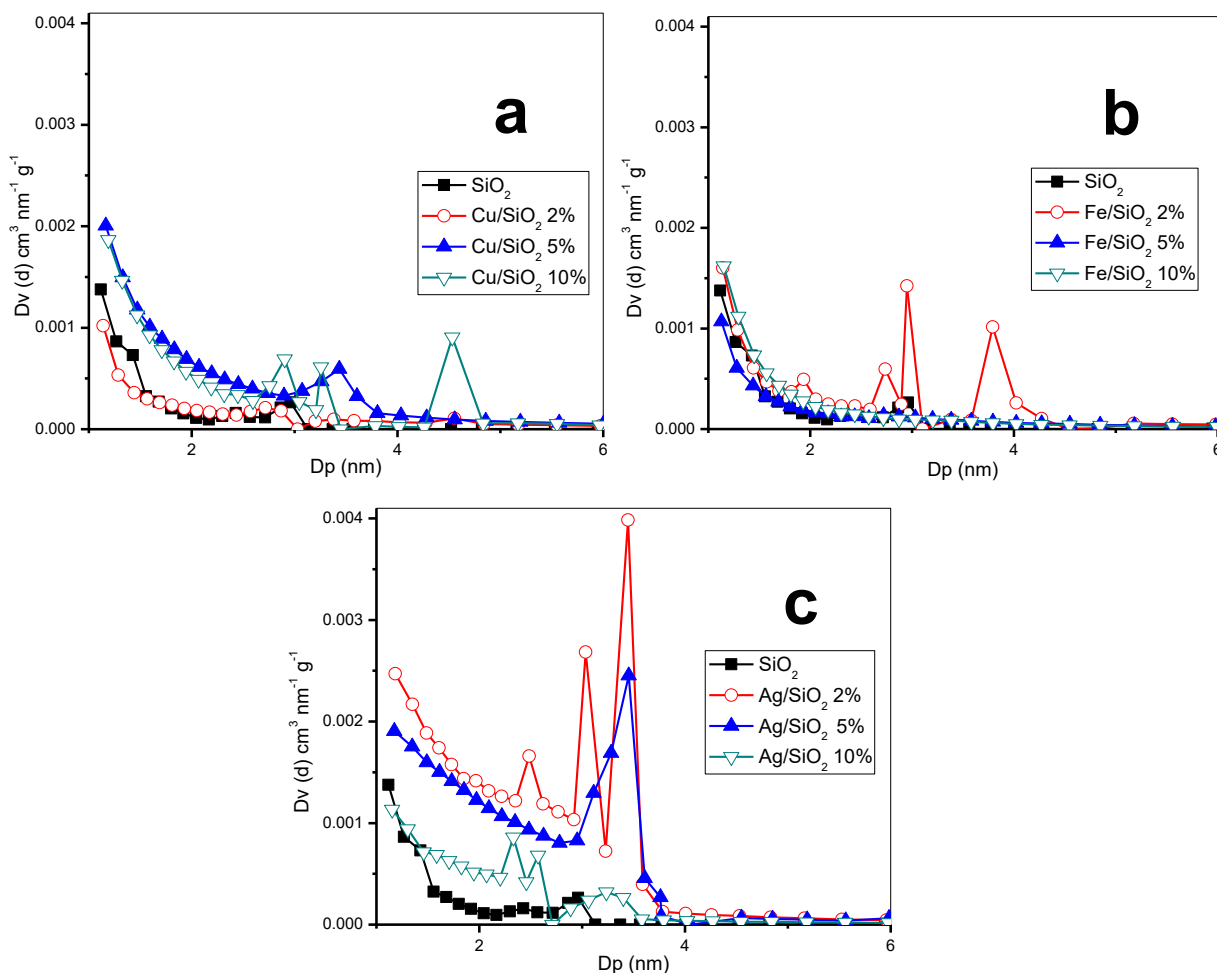 a
0.004
0.003
0.002
0.001
0.000
Dv (d) cm³ nm⁻¹ g⁻¹
SiO₂
Cu/SiO₂ 2%
Cu/SiO₂ 5%
Cu/SiO₂ 10%
2 4 6
Dp (nm)
b
0.004
0.003
0.002
0.001
0.000
Dv (d) cm³ nm⁻¹ g⁻¹
SiO₂
Fe/SiO₂ 2%
Fe/SiO₂ 5%
Fe/SiO₂ 10%
2 4 6
Dp (nm)
c
0.004
0.003
0.002
0.001
0.000
Dv (d) cm³ nm⁻¹ g⁻¹
SiO₂
Ag/SiO₂ 2%
Ag/SiO₂ 5%
Ag/SiO₂ 10%
2 4 6
Dp (nm)